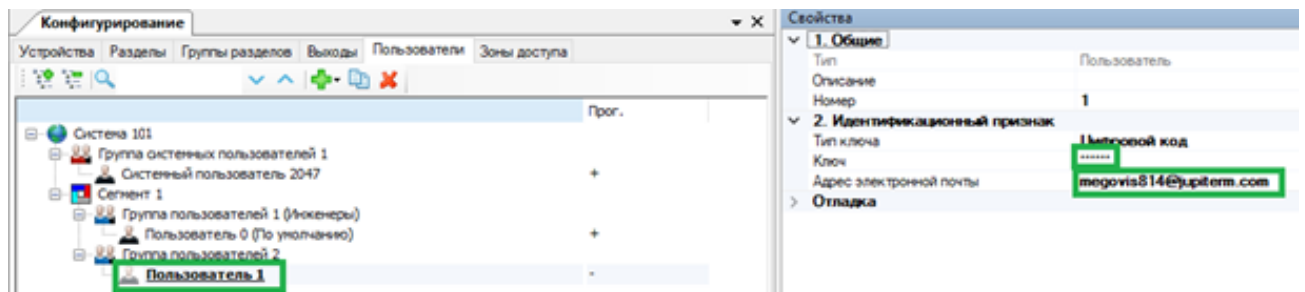 Конфигурирование
Устройства Разделы Группы разделов Выходы Пользователи Зоны доступа
Прог.
Система 101
Группа системных пользователей 1
Системный пользователь 2047 +
Сегмент 1
Группа пользователей 1 (Инженеры)
Пользователь 0 (По умолчанию) +
Группа пользователей 2
Пользователь 1 -
Свойства
1. Общие
Тип Пользователь
Описание
Номер 1
2. Идентификационный признак
Тип ключа Цифровой код
Ключ ······
Адрес электронной почты megovis814@jupiterm.com
Отладка